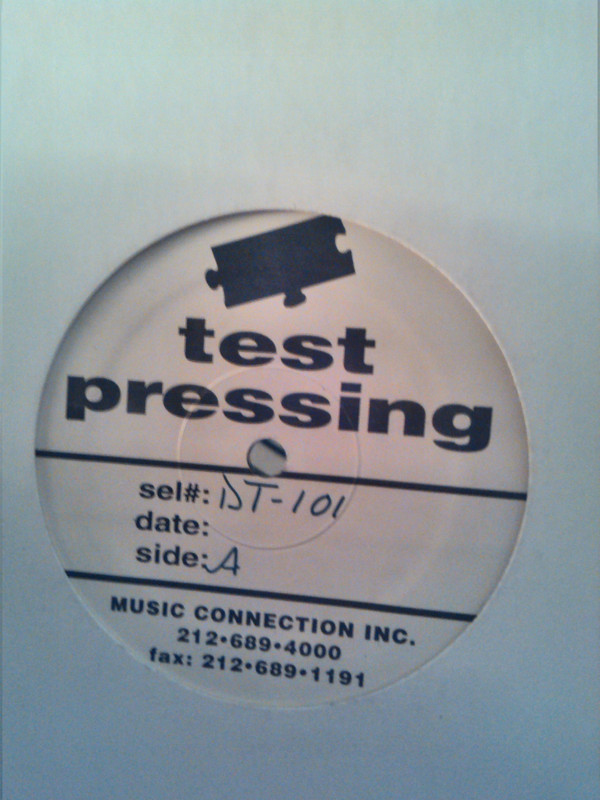 test
pressing
sel#: DT-101
date:
side: A
MUSIC CONNECTION INC.
212•689•4000
fax: 212•689•1191